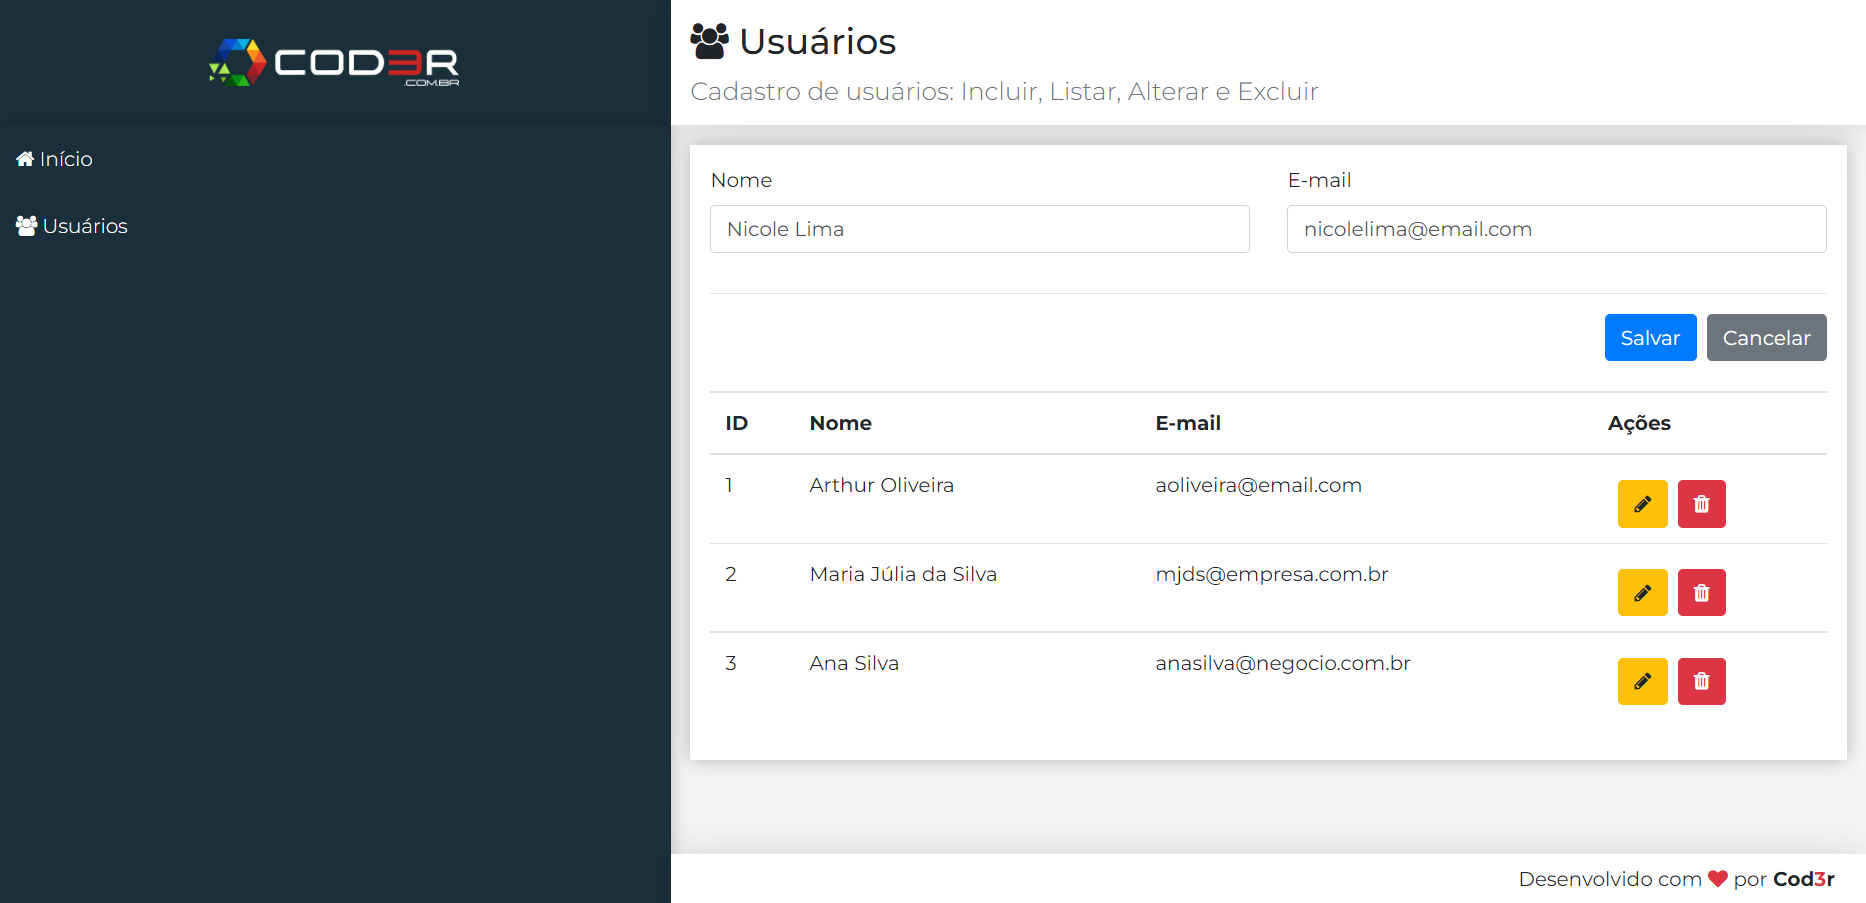 COD3R
.COM.BR
Início
Usuários
Usuários
Cadastro de usuários: Incluir, Listar, Alterar e Excluir
Nome
E-mail
Nicole Lima
nicolelima@email.com
Salvar
Cancelar
ID Nome E-mail Ações
1 Arthur Oliveira aoliveira@email.com
2 Maria Júlia da Silva mjds@empresa.com.br
3 Ana Silva anasilva@negocio.com.br
Desenvolvido com ❤ por Cod3r